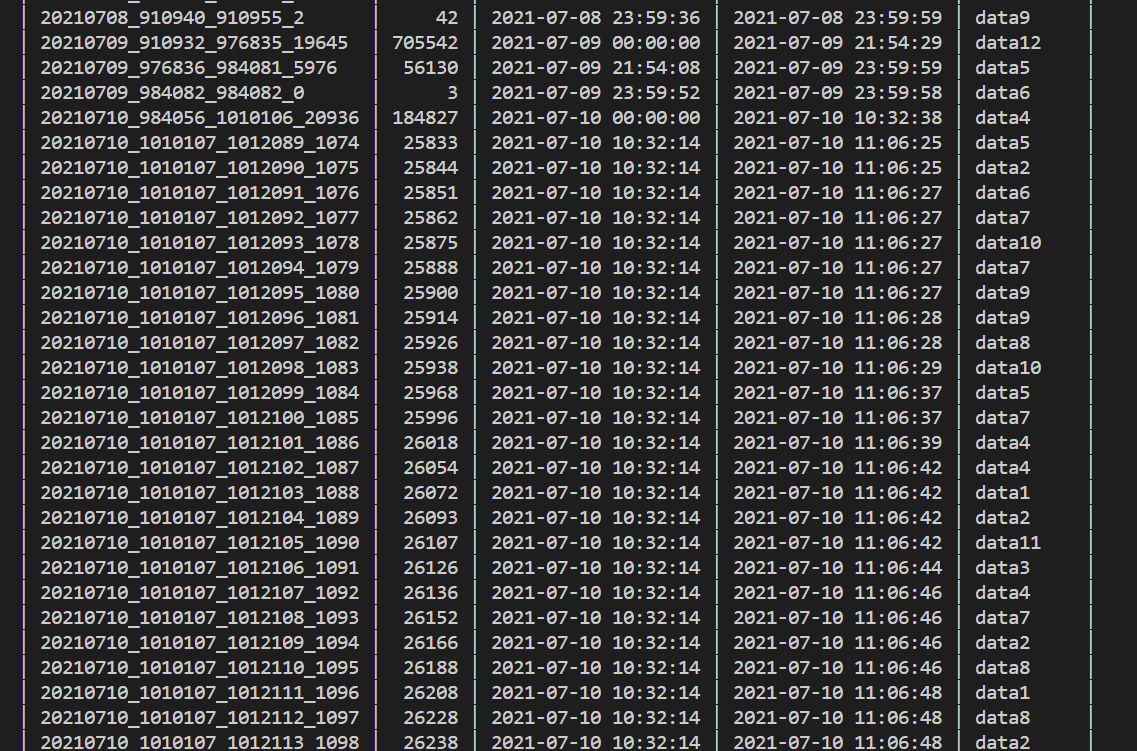 | 20210708_910940_910955_2 | 42 | 2021-07-08 23:59:36 | 2021-07-08 23:59:59 | data9 |
| 20210709_910932_976835_19645 | 705542 | 2021-07-09 00:00:00 | 2021-07-09 21:54:29 | data12 |
| 20210709_976836_984081_5976 | 56130 | 2021-07-09 21:54:08 | 2021-07-09 23:59:59 | data5 |
| 20210709_984082_984082_0 | 3 | 2021-07-09 23:59:52 | 2021-07-09 23:59:58 | data6 |
| 20210710_984056_1010106_20936 | 184827 | 2021-07-10 00:00:00 | 2021-07-10 10:32:38 | data4 |
| 20210710_1010107_1012089_1074 | 25833 | 2021-07-10 10:32:14 | 2021-07-10 11:06:25 | data5 |
| 20210710_1010107_1012090_1075 | 25844 | 2021-07-10 10:32:14 | 2021-07-10 11:06:25 | data2 |
| 20210710_1010107_1012091_1076 | 25851 | 2021-07-10 10:32:14 | 2021-07-10 11:06:27 | data6 |
| 20210710_1010107_1012092_1077 | 25862 | 2021-07-10 10:32:14 | 2021-07-10 11:06:27 | data7 |
| 20210710_1010107_1012093_1078 | 25875 | 2021-07-10 10:32:14 | 2021-07-10 11:06:27 | data10 |
| 20210710_1010107_1012094_1079 | 25888 | 2021-07-10 10:32:14 | 2021-07-10 11:06:27 | data7 |
| 20210710_1010107_1012095_1080 | 25900 | 2021-07-10 10:32:14 | 2021-07-10 11:06:27 | data9 |
| 20210710_1010107_1012096_1081 | 25914 | 2021-07-10 10:32:14 | 2021-07-10 11:06:28 | data9 |
| 20210710_1010107_1012097_1082 | 25926 | 2021-07-10 10:32:14 | 2021-07-10 11:06:28 | data8 |
| 20210710_1010107_1012098_1083 | 25938 | 2021-07-10 10:32:14 | 2021-07-10 11:06:29 | data10 |
| 20210710_1010107_1012099_1084 | 25968 | 2021-07-10 10:32:14 | 2021-07-10 11:06:37 | data5 |
| 20210710_1010107_1012100_1085 | 25996 | 2021-07-10 10:32:14 | 2021-07-10 11:06:37 | data7 |
| 20210710_1010107_1012101_1086 | 26018 | 2021-07-10 10:32:14 | 2021-07-10 11:06:39 | data4 |
| 20210710_1010107_1012102_1087 | 26054 | 2021-07-10 10:32:14 | 2021-07-10 11:06:42 | data4 |
| 20210710_1010107_1012103_1088 | 26072 | 2021-07-10 10:32:14 | 2021-07-10 11:06:42 | data1 |
| 20210710_1010107_1012104_1089 | 26093 | 2021-07-10 10:32:14 | 2021-07-10 11:06:42 | data2 |
| 20210710_1010107_1012105_1090 | 26107 | 2021-07-10 10:32:14 | 2021-07-10 11:06:42 | data11 |
| 20210710_1010107_1012106_1091 | 26126 | 2021-07-10 10:32:14 | 2021-07-10 11:06:44 | data3 |
| 20210710_1010107_1012107_1092 | 26136 | 2021-07-10 10:32:14 | 2021-07-10 11:06:46 | data4 |
| 20210710_1010107_1012108_1093 | 26152 | 2021-07-10 10:32:14 | 2021-07-10 11:06:46 | data7 |
| 20210710_1010107_1012109_1094 | 26166 | 2021-07-10 10:32:14 | 2021-07-10 11:06:46 | data2 |
| 20210710_1010107_1012110_1095 | 26188 | 2021-07-10 10:32:14 | 2021-07-10 11:06:46 | data8 |
| 20210710_1010107_1012111_1096 | 26208 | 2021-07-10 10:32:14 | 2021-07-10 11:06:48 | data1 |
| 20210710_1010107_1012112_1097 | 26228 | 2021-07-10 10:32:14 | 2021-07-10 11:06:48 | data8 |
| 20210710_1010107_1012113_1098 | 26238 | 2021-07-10 10:32:14 | 2021-07-10 11:06:48 | data2 |